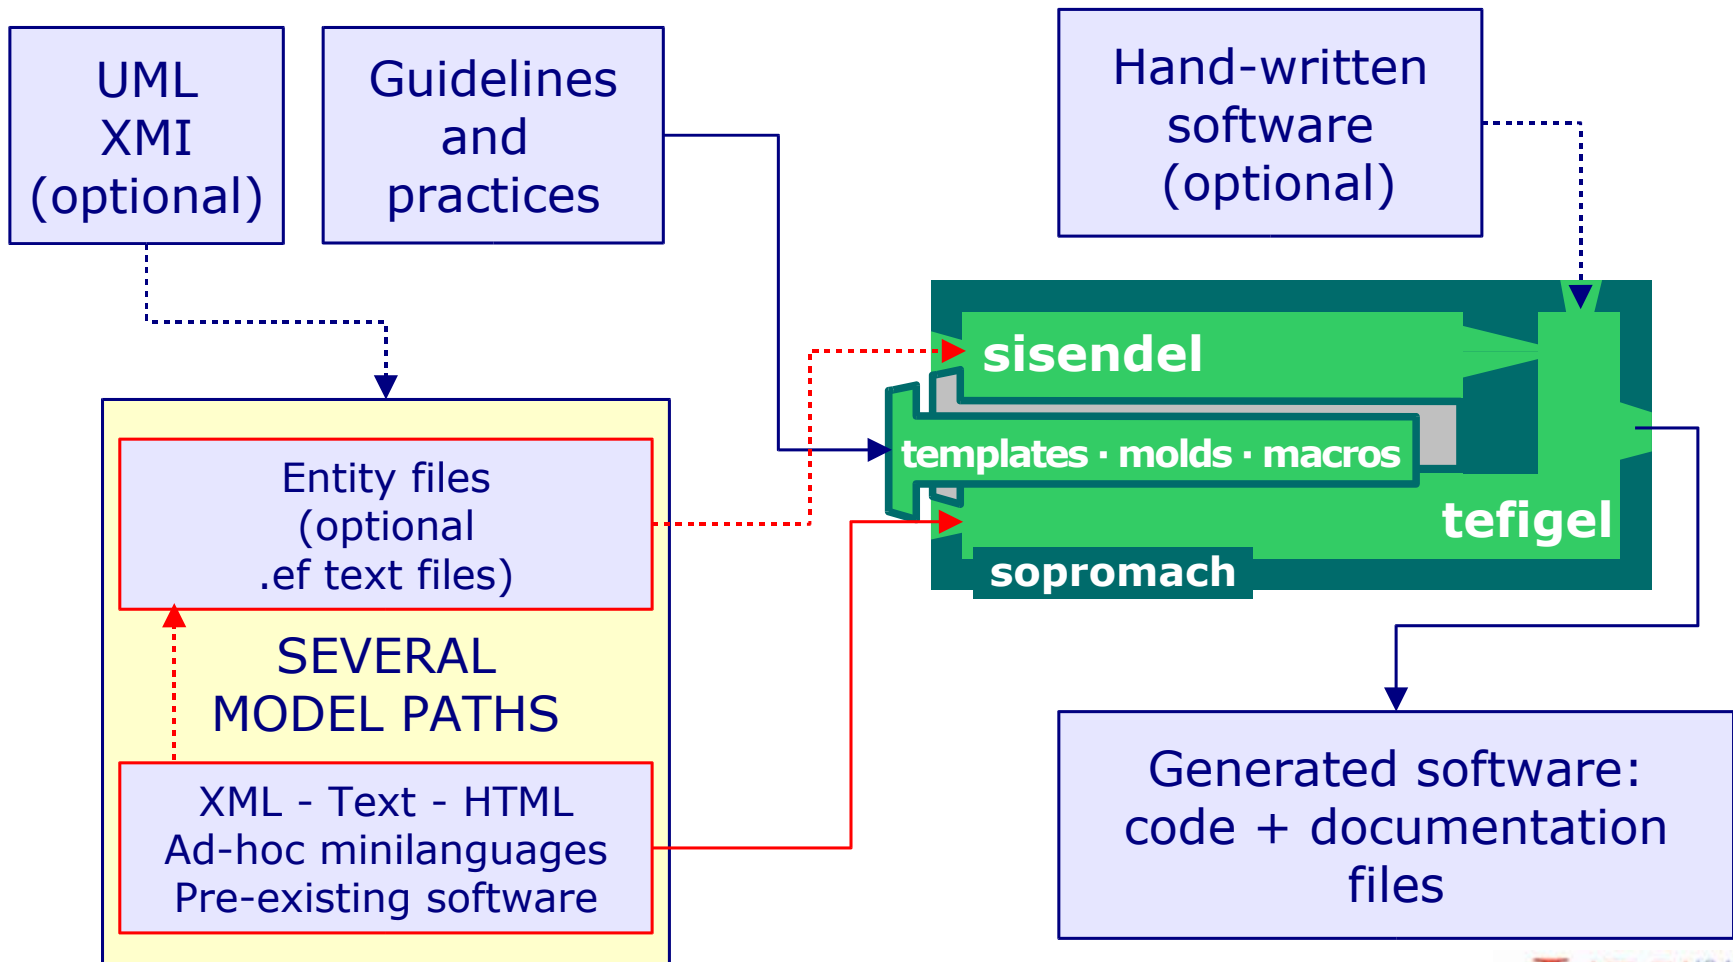 UML
XMI
(optional)
Guidelines
and
practices
Hand-written
software
(optional)
sisendel
templates · molds · macros
tefigel
sopromach
Entity files
(optional
.ef text files)
SEVERAL
MODEL PATHS
XML - Text - HTML
Ad-hoc minilanguages
Pre-existing software
Generated software:
code + documentation
files